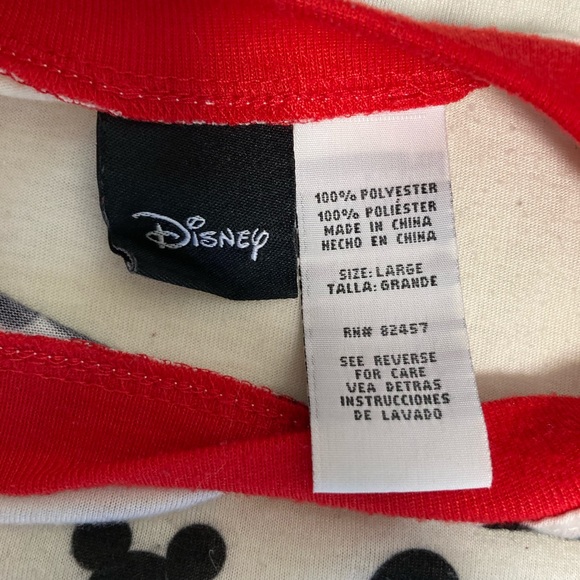 Disney
100% POLYESTER
100% POLIÉSTER
MADE IN CHINA
HECHO EN CHINA
SIZE: LARGE
TALLA: GRANDE
RN# 82457
SEE REVERSE
FOR CARE
VEA DETRAS
INSTRUCCIONES
DE LAVADO